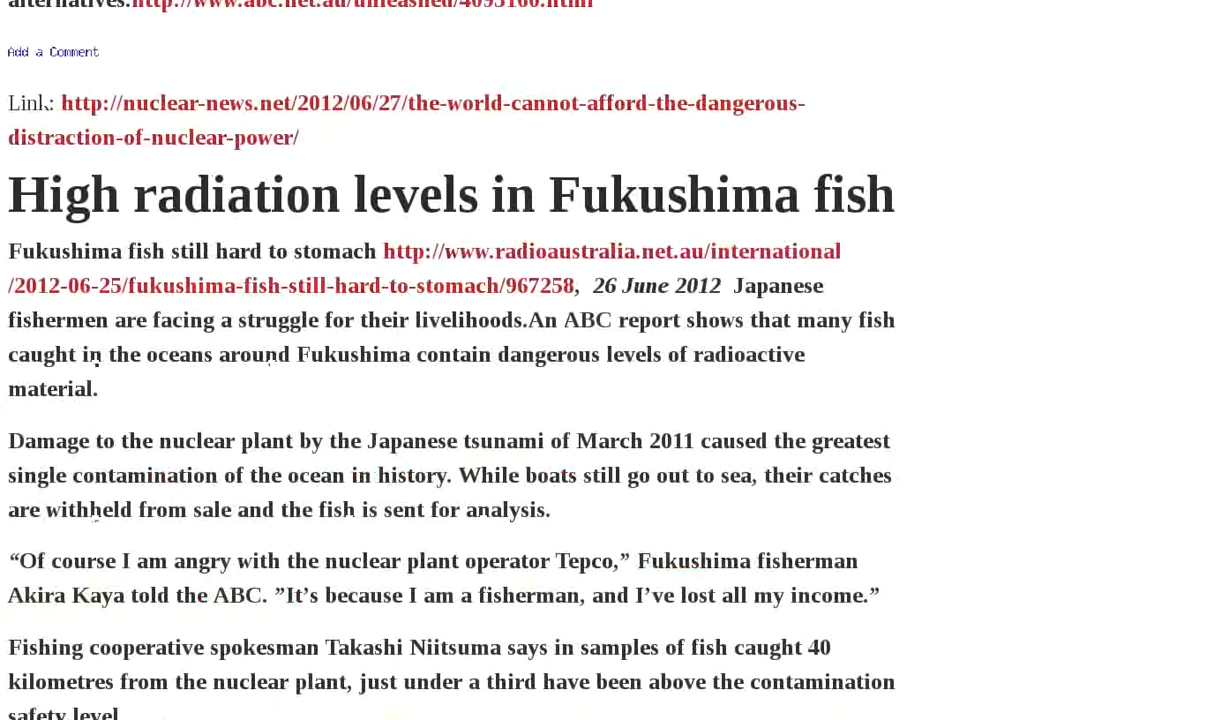 alternatives.http://www.abc.net.au/unleashed/4095160.html
Add a Comment
Link: http://nuclear-news.net/2012/06/27/the-world-cannot-afford-the-dangerous-
distraction-of-nuclear-power/
High radiation levels in Fukushima fish
Fukushima fish still hard to stomach http://www.radioaustralia.net.au/international
/2012-06-25/fukushima-fish-still-hard-to-stomach/967258, 26 June 2012 Japanese
fishermen are facing a struggle for their livelihoods.An ABC report shows that many fish
caught in the oceans around Fukushima contain dangerous levels of radioactive
material.
Damage to the nuclear plant by the Japanese tsunami of March 2011 caused the greatest
single contamination of the ocean in history. While boats still go out to sea, their catches
are withheld from sale and the fish is sent for analysis.
“Of course I am angry with the nuclear plant operator Tepco,” Fukushima fisherman
Akira Kaya told the ABC. ”It’s because I am a fisherman, and I’ve lost all my income.”
Fishing cooperative spokesman Takashi Niitsuma says in samples of fish caught 40
kilometres from the nuclear plant, just under a third have been above the contamination
safety level